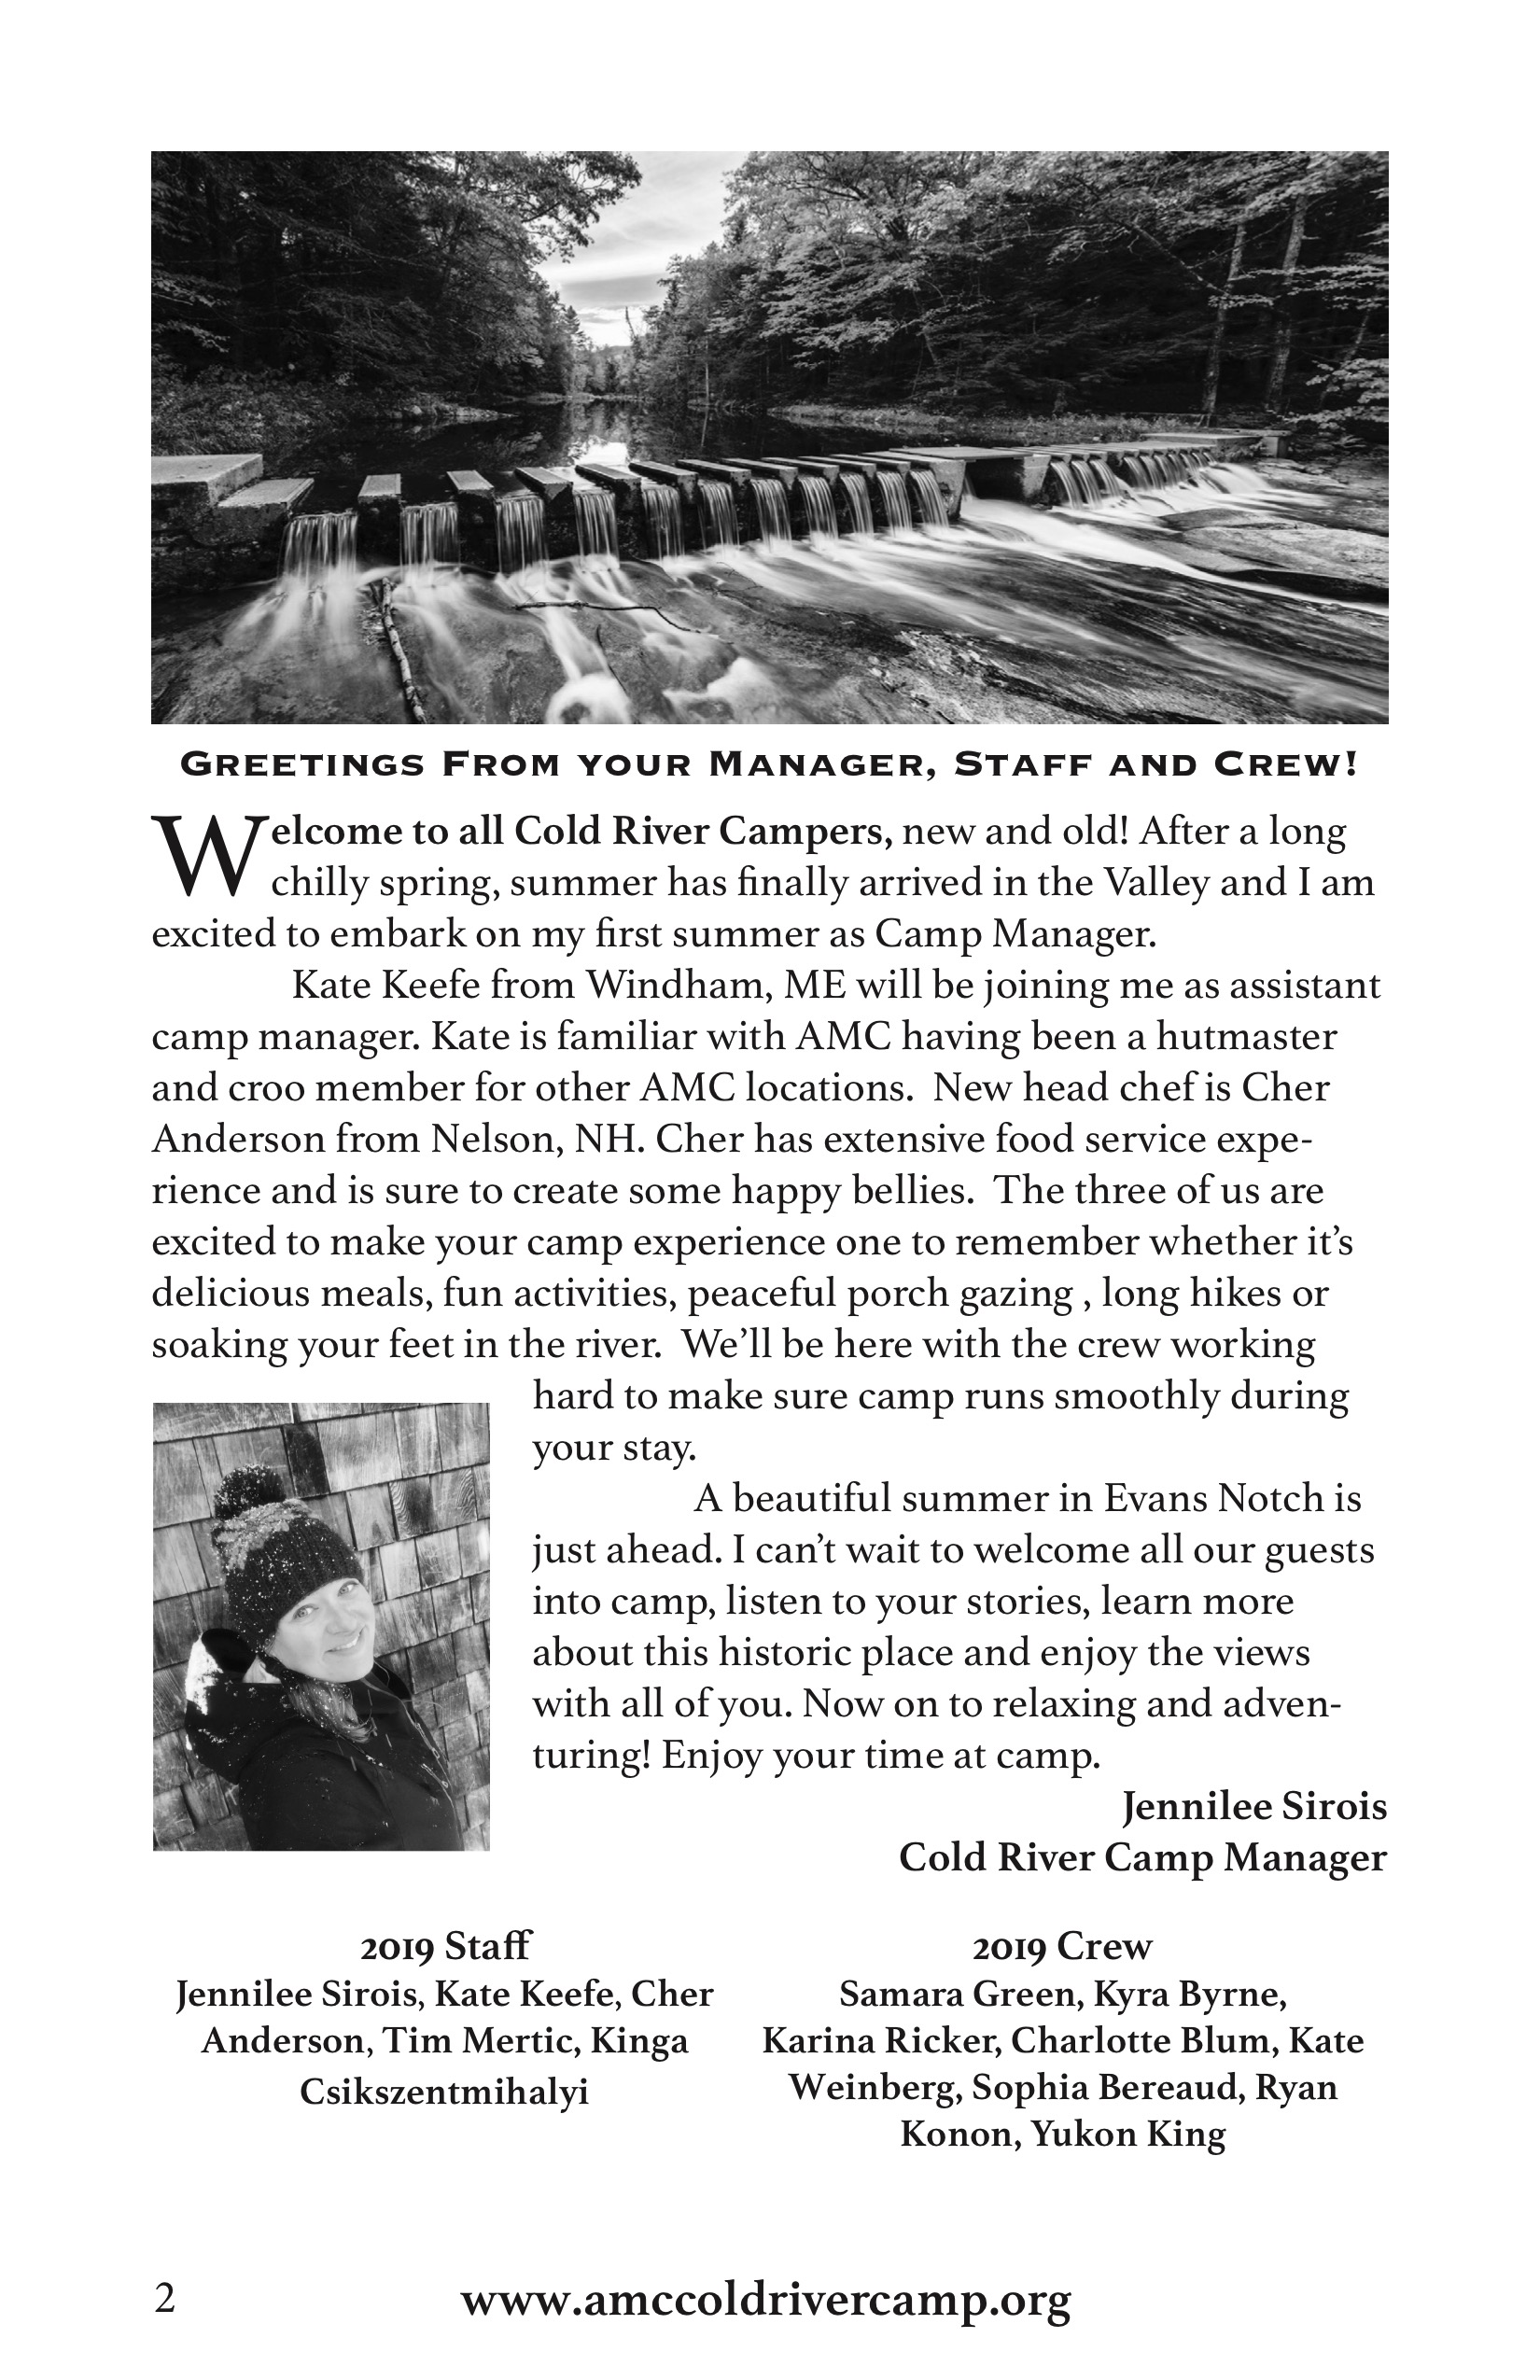 Greetings From your Manager, Staff and Crew!
Welcome to all Cold River Campers, new and old! After a long
chilly spring, summer has finally arrived in the Valley and I am
excited to embark on my first summer as Camp Manager.
Kate Keefe from Windham, ME will be joining me as assistant
camp manager. Kate is familiar with AMC having been a hutmaster
and croo member for other AMC locations.  New head chef is Cher
Anderson from Nelson, NH. Cher has extensive food service expe-
rience and is sure to create some happy bellies.  The three of us are
excited to make your camp experience one to remember whether it’s
delicious meals, fun activities, peaceful porch gazing , long hikes or
soaking your feet in the river.  We’ll be here with the crew working
hard to make sure camp runs smoothly during
your stay.
A beautiful summer in Evans Notch is
just ahead. I can’t wait to welcome all our guests
into camp, listen to your stories, learn more
about this historic place and enjoy the views
with all of you. Now on to relaxing and adven-
turing! Enjoy your time at camp.
Jennilee Sirois
Cold River Camp Manager
2019 Staff
Jennilee Sirois, Kate Keefe, Cher
Anderson, Tim Mertic, Kinga
Csikszentmihalyi
2019 Crew
Samara Green, Kyra Byrne,
Karina Ricker, Charlotte Blum, Kate
Weinberg, Sophia Bereaud, Ryan
Konon, Yukon King
2
www.amccoldrivercamp.org